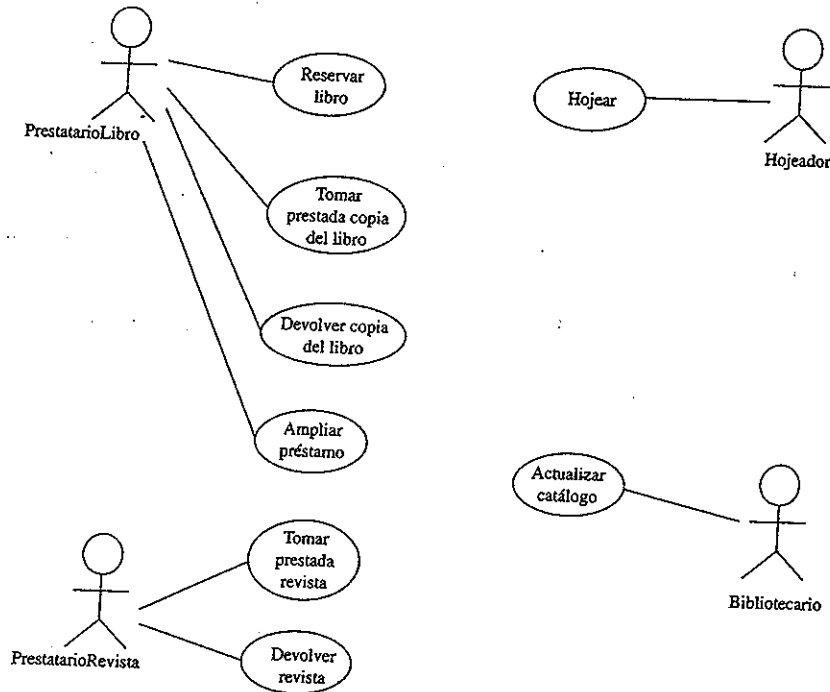 PrestatarioLibro
Reservar
libro
Tomar
prestada copia
del libro
Devolver copia
del libro
Ampliar
préstamo
PrestatarioRevista
Tomar
prestada
revista
Devolver
revista
Hojear
Hojeador
Actualizar
catálogo
Bibliotecario